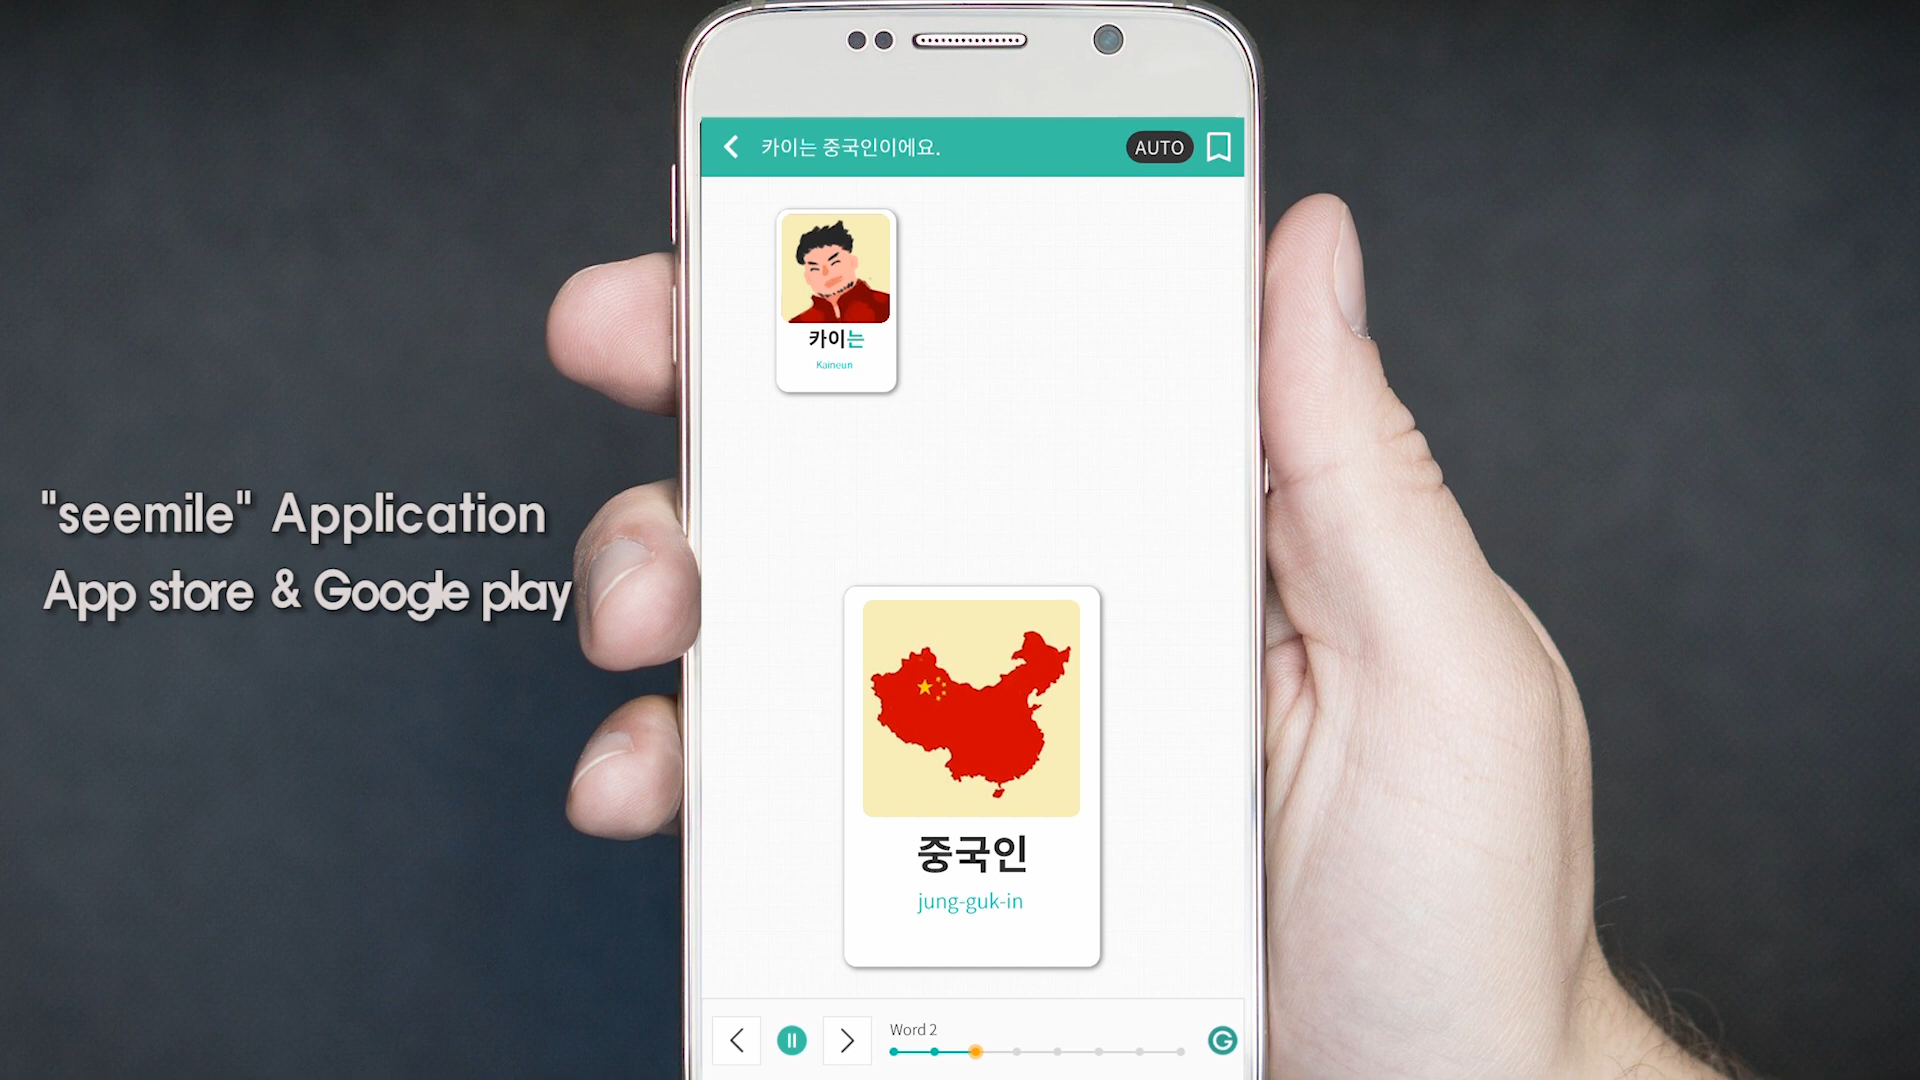 카이는 중국인이에요.
AUTO
카이는
Kaineun
"seemile" Application
App store & Google play
중국인
jung-guk-in
Word 2
G